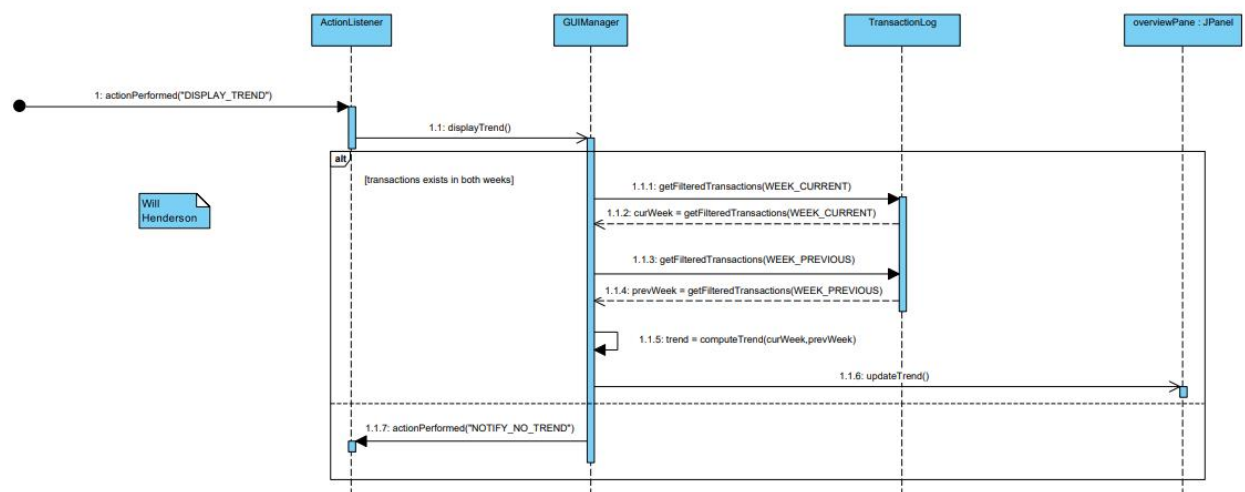 ActionListener
GUIManager
TransactionLog
overviewPane : JPanel
1: actionPerformed("DISPLAY_TREND")
1.1: displayTrend()
alt
[transactions exists in both weeks]
1.1.1: getFilteredTransactions(WEEK_CURRENT)
Will
Henderson
1.1.2: curWeek = getFilteredTransactions(WEEK_CURRENT)
1.1.3: getFilteredTransactions(WEEK_PREVIOUS)
1.1.4: prevWeek = getFilteredTransactions(WEEK_PREVIOUS)
1.1.5: trend = computeTrend(curWeek,prevWeek)
1.1.6: updateTrend()
1.1.7: actionPerformed("NOTIFY_NO_TREND")